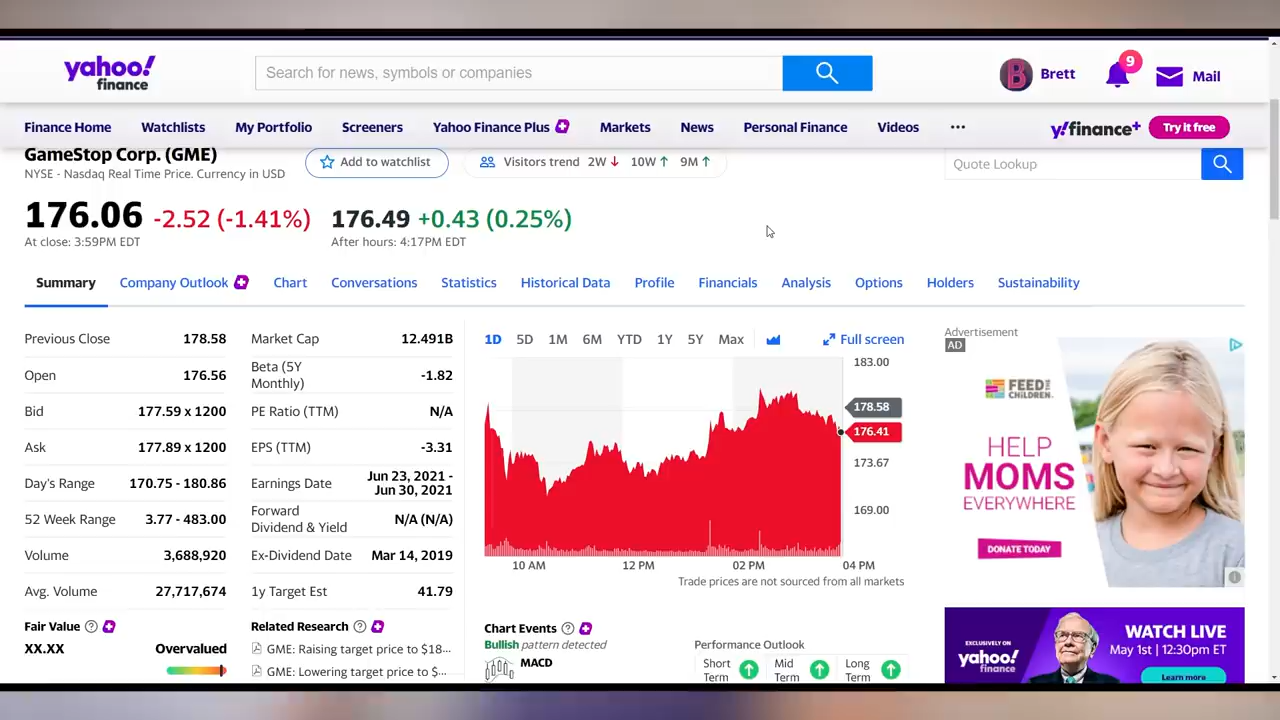 yahoo!
finance
Search for news, symbols or companies
B
Brett
9
Mail
Finance Home
Watchlists
My Portfolio
Screeners
Yahoo Finance Plus
Markets
News
Personal Finance
Videos
...
y!finance+
Try it free
GameStop Corp. (GME)
NYSE - Nasdaq Real Time Price. Currency in USD
Add to watchlist
Visitors trend 2W ↓ 10W ↑ 9M ↑
Quote Lookup
176.06 -2.52 (-1.41%)
At close: 3:59PM EDT
176.49 +0.43 (0.25%)
After hours: 4:17PM EDT
Summary
Company Outlook
Chart
Conversations
Statistics
Historical Data
Profile
Financials
Analysis
Options
Holders
Sustainability
Previous Close 178.58
Open 176.56
Bid 177.59 x 1200
Ask 177.89 x 1200
Day's Range 170.75 - 180.86
52 Week Range 3.77 - 483.00
Volume 3,688,920
Avg. Volume 27,717,674
Market Cap 12.491B
Beta (5Y
Monthly) -1.82
PE Ratio (TTM) N/A
EPS (TTM) -3.31
Earnings Date Jun 23, 2021 -
Jun 30, 2021
Forward
Dividend & Yield N/A (N/A)
Ex-Dividend Date Mar 14, 2019
1y Target Est 41.79
Fair Value
XX.XX Overvalued
Related Research
GME: Raising target price to $18...
GME: Lowering target price to $...
1D 5D 1M 6M YTD 1Y 5Y Max
Full screen
183.00
178.58
176.41
173.67
169.00
10 AM 12 PM 02 PM 04 PM
Trade prices are not sourced from all markets
Chart Events
Bullish pattern detected
MACD
Performance Outlook
Short
Term
Mid
Term
Long
Term
Advertisement
AD
FEED THE
CHILDREN.
HELP
MOMS
EVERYWHERE
DONATE TODAY
EXCLUSIVELY ON
yahoo!
finance
WATCH LIVE
May 1st | 12:30pm ET
Learn more